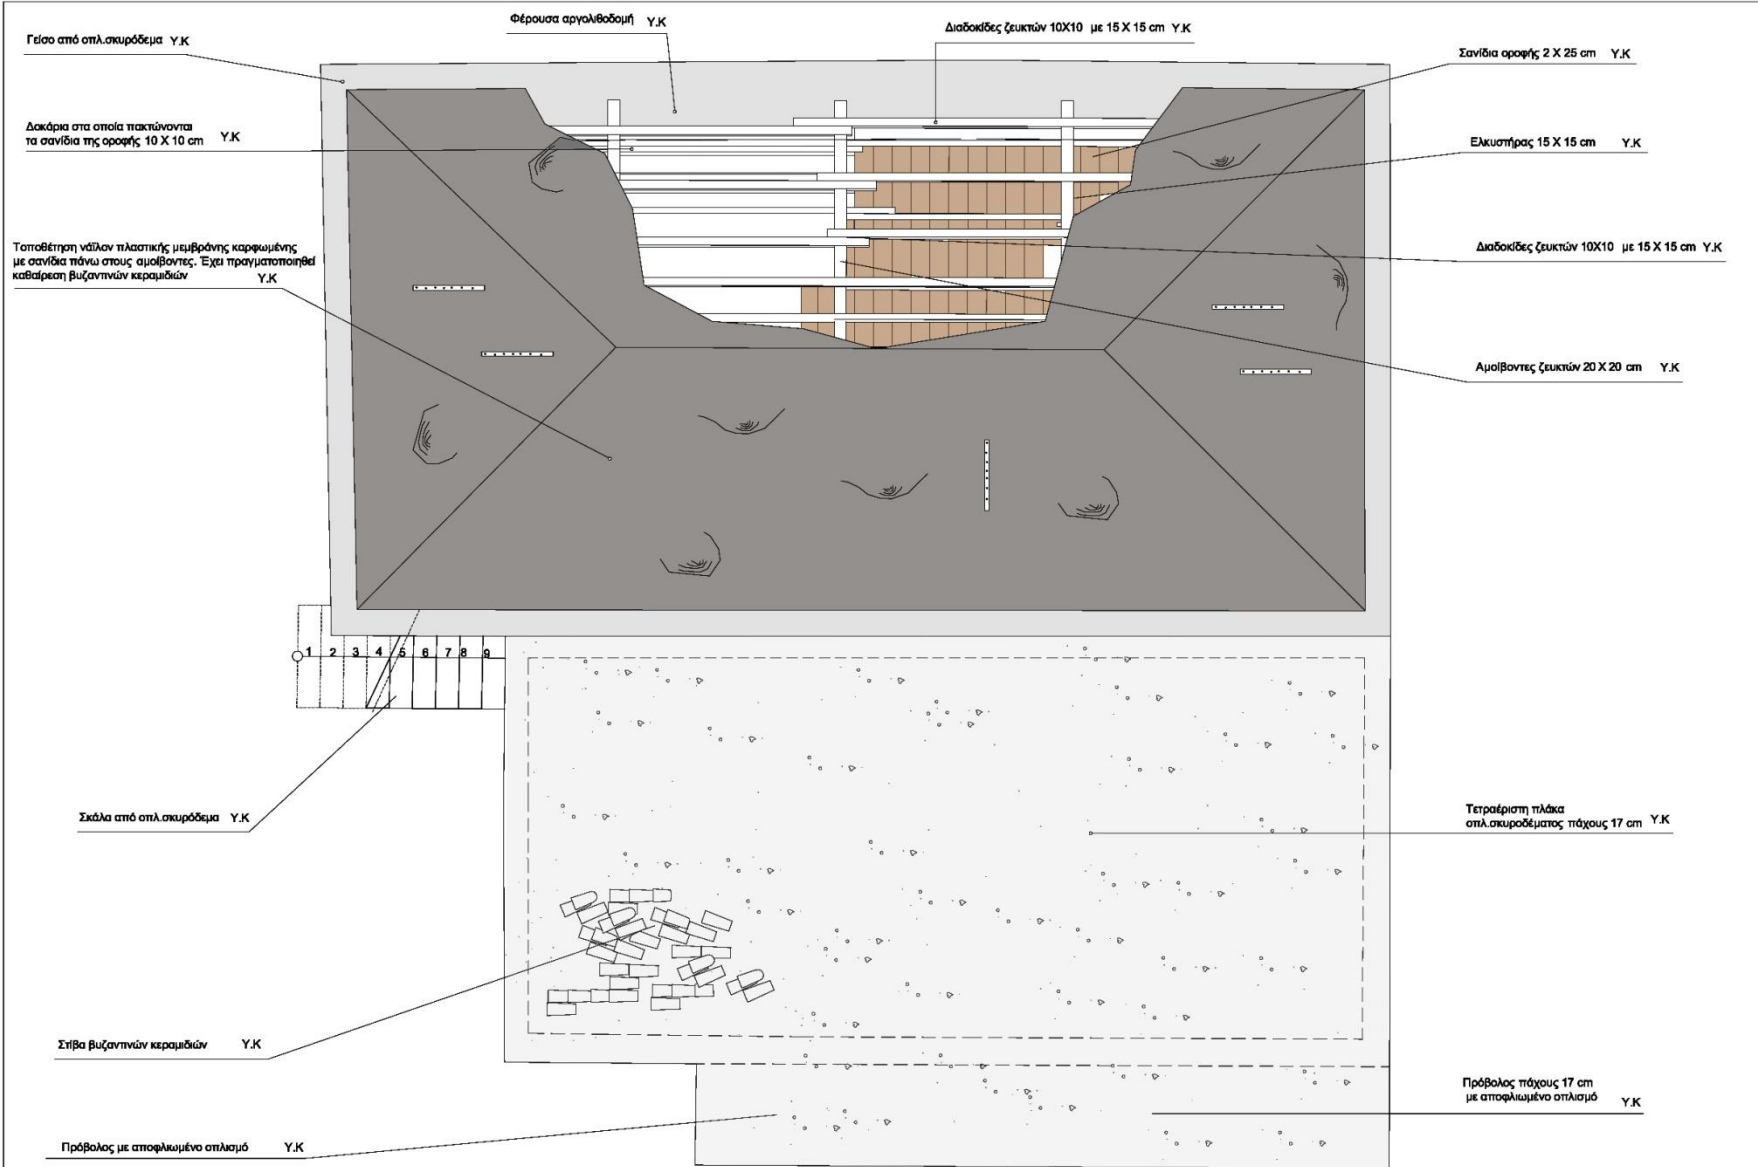 Φέρουσα αργολιθοδομή Υ.Κ
Διαδοκίδες ζευκτών 10Χ10 με 15 Χ 15 cm Υ.Κ
Γείσο από οπλ.σκυρόδεμα Υ.Κ
Σανίδια οροφής 2 Χ 25 cm Υ.Κ
Δοκάρια στα οποία πακτώνονται
τα σανίδια της οροφής 10 Χ 10 cm Υ.Κ
Ελκυστήρας 15 Χ 15 cm Υ.Κ
Τοποθέτηση νάϊλον πλαστικής μεμβράνης καρφωμένης
με σανίδια πάνω στους αμοίβοντες. Έχει πραγματοποιηθεί
καθαίρεση βυζαντινών κεραμιδιών Υ.Κ
Διαδοκίδες ζευκτών 10Χ10 με 15 Χ 15 cm Υ.Κ
Αμοίβοντες ζευκτών 20 Χ 20 cm Υ.Κ
1 2 3 4 5 6 7 8 9
Σκάλα από οπλ.σκυρόδεμα Υ.Κ
Τετραέριστη πλάκα
οπλ.σκυροδέματος πάχους 17 cm Υ.Κ
Στίβα βυζαντινών κεραμιδιών Υ.Κ
Πρόβολος πάχους 17 cm
με αποφλιωμένο οπλισμό Υ.Κ
Πρόβολος με αποφλιωμένο οπλισμό Υ.Κ